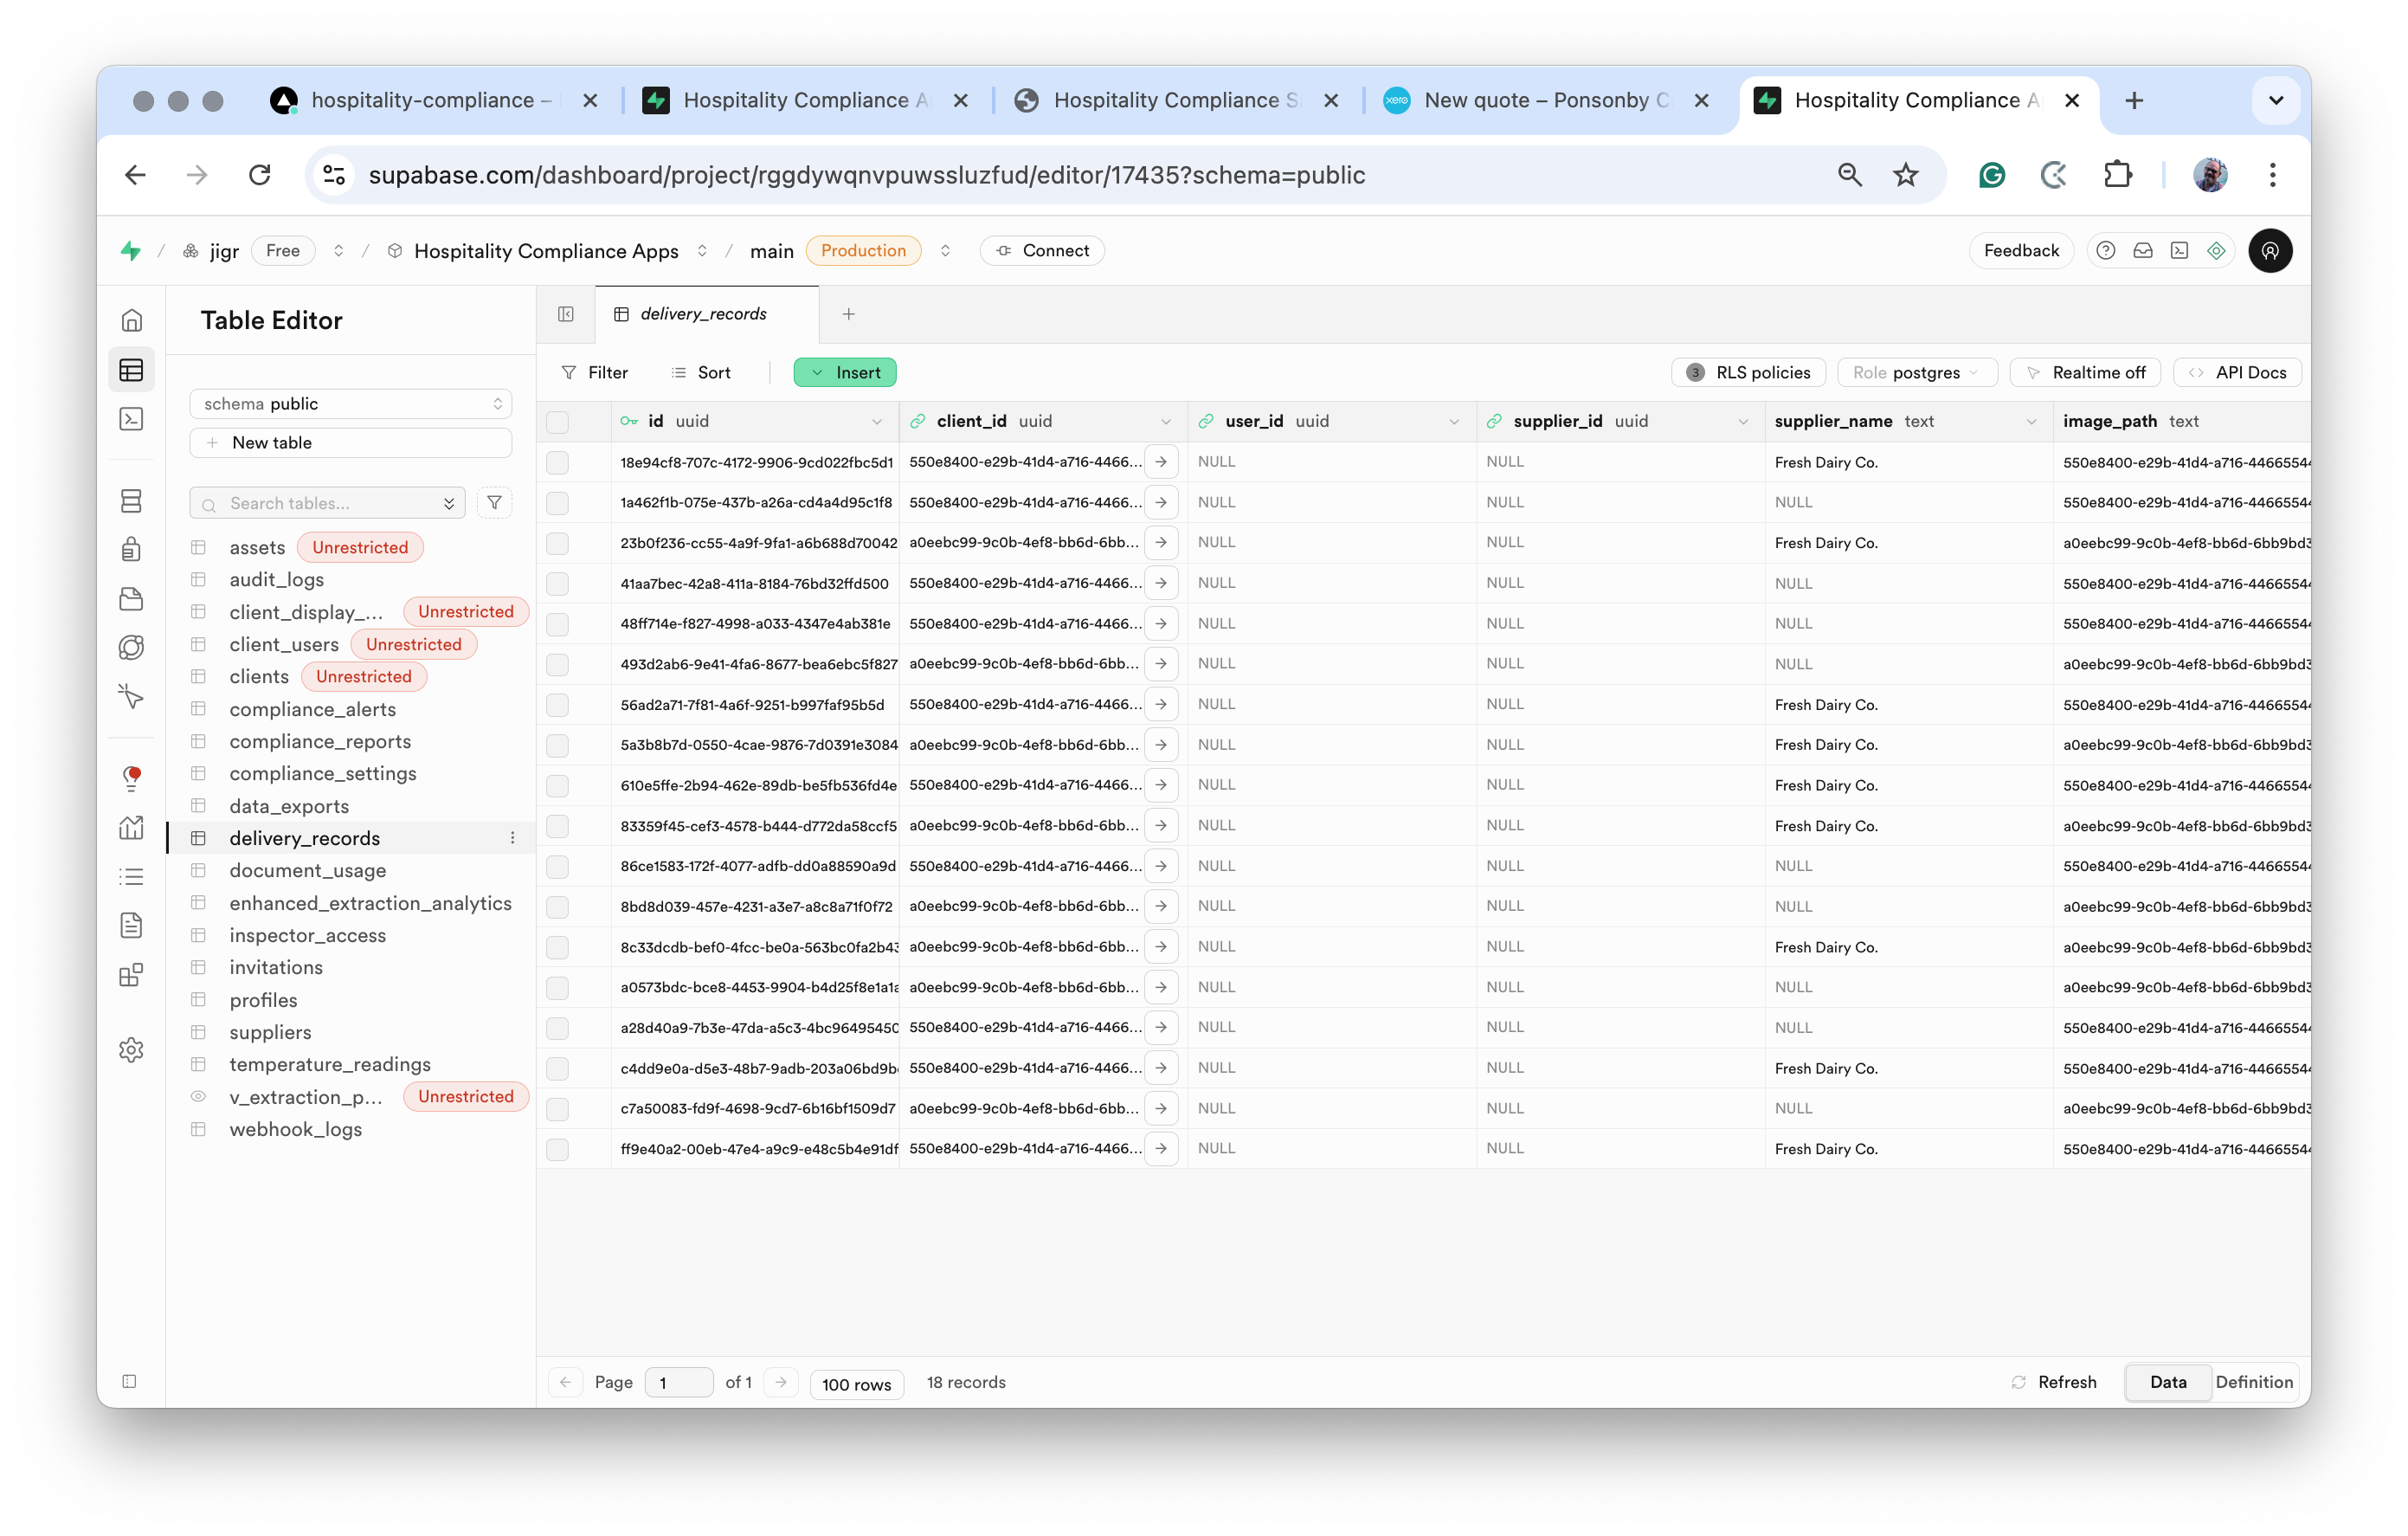 hospitality-compliance –
Hospitality Compliance A
Hospitality Compliance S
xero
New quote – Ponsonby C
Hospitality Compliance A
supabase.com/dashboard/project/rggdywqnvpuwssluzfud/editor/17435?schema=public
/ jigr Free / Hospitality Compliance Apps / main Production Connect
Feedback
Table Editor
schema public
New table
Search tables...
assets Unrestricted
audit_logs
client_display_... Unrestricted
client_users Unrestricted
clients Unrestricted
compliance_alerts
compliance_reports
compliance_settings
data_exports
delivery_records
document_usage
enhanced_extraction_analytics
inspector_access
invitations
profiles
suppliers
temperature_readings
v_extraction_p... Unrestricted
webhook_logs
delivery_records
Filter Sort Insert 3 RLS policies Role postgres Realtime off API Docs
id uuid client_id uuid user_id uuid supplier_id uuid supplier_name text image_path text
18e94cf8-707c-4172-9906-9cd022fbc5d1 550e8400-e29b-41d4-a716-4466... NULL NULL Fresh Dairy Co. 550e8400-e29b-41d4-a716-44665544
1a462f1b-075e-437b-a26a-cd4a4d95c1f8 550e8400-e29b-41d4-a716-4466... NULL NULL NULL 550e8400-e29b-41d4-a716-44665544
23b0f236-cc55-4a9f-9fa1-a6b688d70042 a0eebc99-9c0b-4ef8-bb6d-6bb... NULL NULL Fresh Dairy Co. a0eebc99-9c0b-4ef8-bb6d-6bb9bd3
41aa7bec-42a8-411a-8184-76bd32ffd500 550e8400-e29b-41d4-a716-4466... NULL NULL NULL 550e8400-e29b-41d4-a716-44665544
48ff714e-f827-4998-a033-4347e4ab381e 550e8400-e29b-41d4-a716-4466... NULL NULL NULL 550e8400-e29b-41d4-a716-44665544
493d2ab6-9e41-4fa6-8677-bea6ebc5f827 a0eebc99-9c0b-4ef8-bb6d-6bb... NULL NULL NULL a0eebc99-9c0b-4ef8-bb6d-6bb9bd3
56ad2a71-7f81-4a6f-9251-b997faf95b5d 550e8400-e29b-41d4-a716-4466... NULL NULL Fresh Dairy Co. 550e8400-e29b-41d4-a716-44665544
5a3b8b7d-0550-4cae-9876-7d0391e3084 a0eebc99-9c0b-4ef8-bb6d-6bb... NULL NULL Fresh Dairy Co. a0eebc99-9c0b-4ef8-bb6d-6bb9bd3
610e5ffe-2b94-462e-89db-be5fb536fd4e 550e8400-e29b-41d4-a716-4466... NULL NULL Fresh Dairy Co. 550e8400-e29b-41d4-a716-44665544
83359f45-cef3-4578-b444-d772da58ccf5 a0eebc99-9c0b-4ef8-bb6d-6bb... NULL NULL Fresh Dairy Co. a0eebc99-9c0b-4ef8-bb6d-6bb9bd3
86ce1583-172f-4077-adfb-dd0a88590a9d 550e8400-e29b-41d4-a716-4466... NULL NULL NULL 550e8400-e29b-41d4-a716-44665544
8bd8d039-457e-4231-a3e7-a8c8a71f0f72 a0eebc99-9c0b-4ef8-bb6d-6bb... NULL NULL NULL a0eebc99-9c0b-4ef8-bb6d-6bb9bd3
8c33dcdb-bef0-4fcc-be0a-563bc0fa2b43 a0eebc99-9c0b-4ef8-bb6d-6bb... NULL NULL Fresh Dairy Co. a0eebc99-9c0b-4ef8-bb6d-6bb9bd3
a0573bdc-bce8-4453-9904-b4d25f8e1a1a a0eebc99-9c0b-4ef8-bb6d-6bb... NULL NULL NULL a0eebc99-9c0b-4ef8-bb6d-6bb9bd3
a28d40a9-7b3e-47da-a5c3-4bc96495450 550e8400-e29b-41d4-a716-4466... NULL NULL NULL 550e8400-e29b-41d4-a716-44665544
c4dd9e0a-d5e3-48b7-9adb-203a06bd9b 550e8400-e29b-41d4-a716-4466... NULL NULL Fresh Dairy Co. 550e8400-e29b-41d4-a716-44665544
c7a50083-fd9f-4698-9cd7-6b16bf1509d7 a0eebc99-9c0b-4ef8-bb6d-6bb... NULL NULL NULL a0eebc99-9c0b-4ef8-bb6d-6bb9bd3
ff9e40a2-00eb-47e4-a9c9-e48c5b4e91df 550e8400-e29b-41d4-a716-4466... NULL NULL Fresh Dairy Co. 550e8400-e29b-41d4-a716-44665544
Page 1 of 1 100 rows 18 records Refresh Data Definition